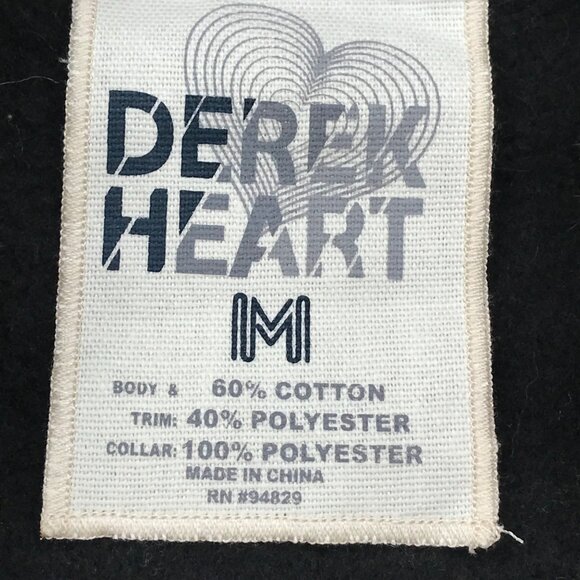 DEREK
HEART
M
BODY & 60% COTTON
TRIM: 40% POLYESTER
COLLAR: 100% POLYESTER
MADE IN CHINA
RN #94829